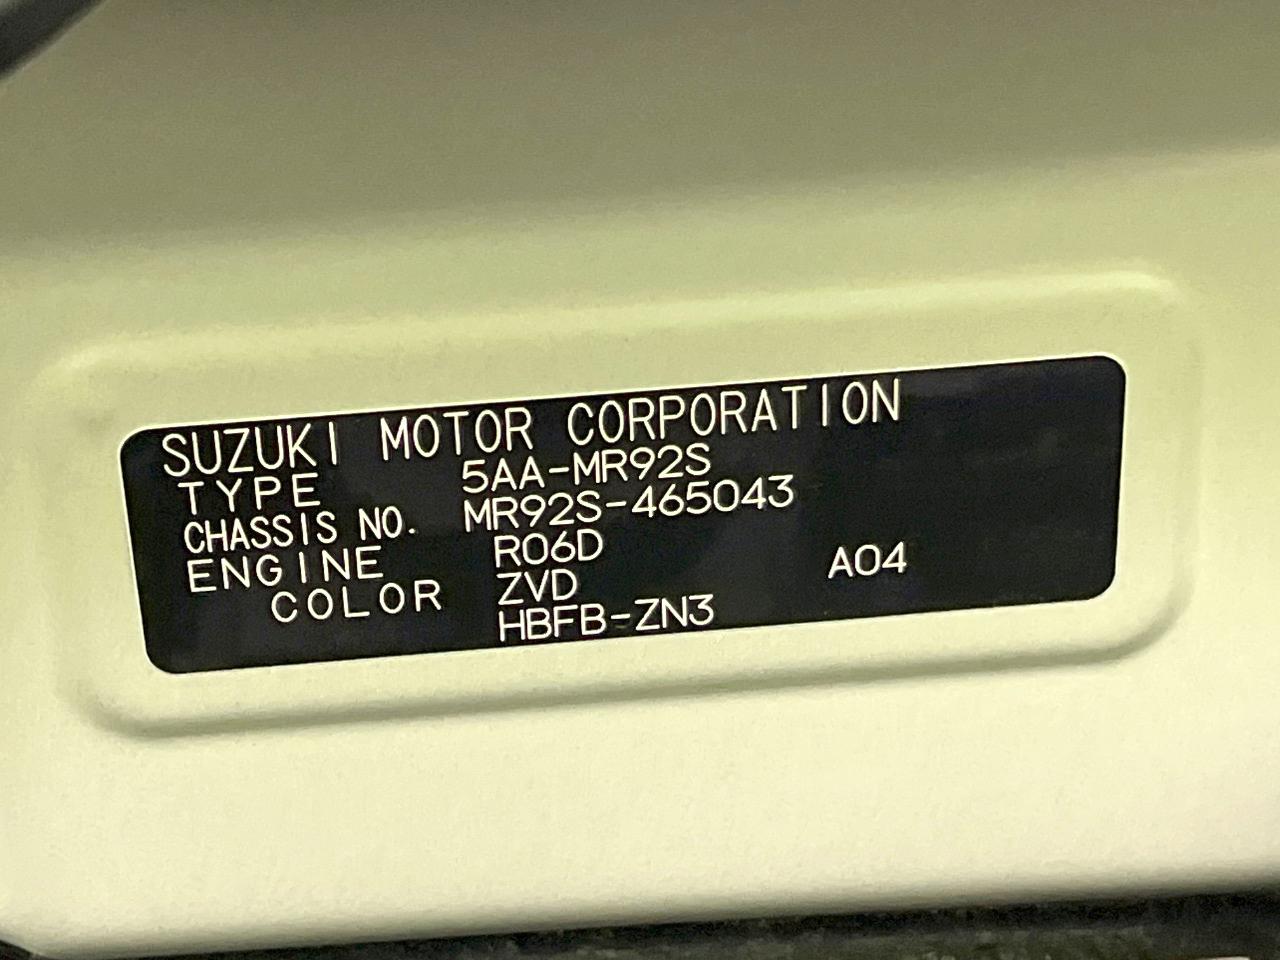 SUZUKI MOTOR CORPORATION
TYPE 5AA-MR92S
CHASSIS NO. MR92S-465043
ENGINE R06D
COLOR ZVD A04
HBFB-ZN3